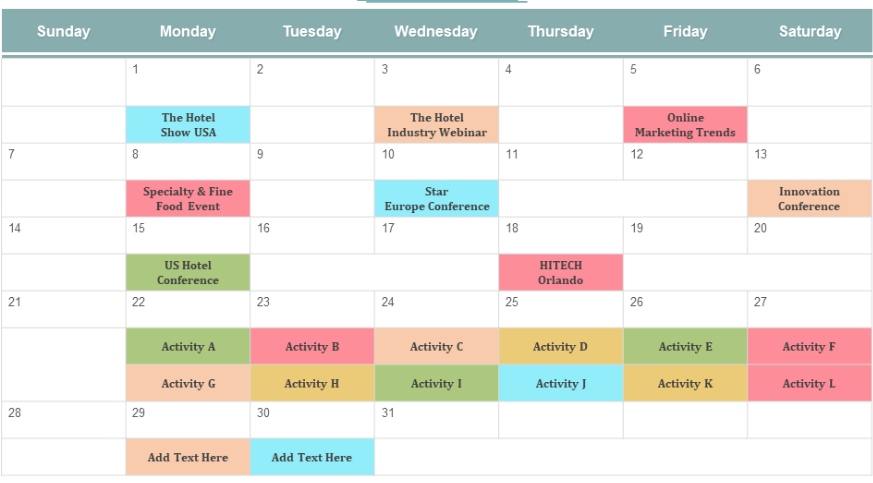 Sunday Monday Tuesday Wednesday Thursday Friday Saturday
1 2 3 4 5 6
The Hotel Show USA The Hotel Industry Webinar Online Marketing Trends
7 8 9 10 11 12 13
Specialty & Fine Food Event Star Europe Conference Innovation Conference
14 15 16 17 18 19 20
US Hotel Conference HITECH Orlando
21 22 23 24 25 26 27
Activity A Activity B Activity C Activity D Activity E Activity F
Activity G Activity H Activity I Activity J Activity K Activity L
28 29 30 31
Add Text Here Add Text Here